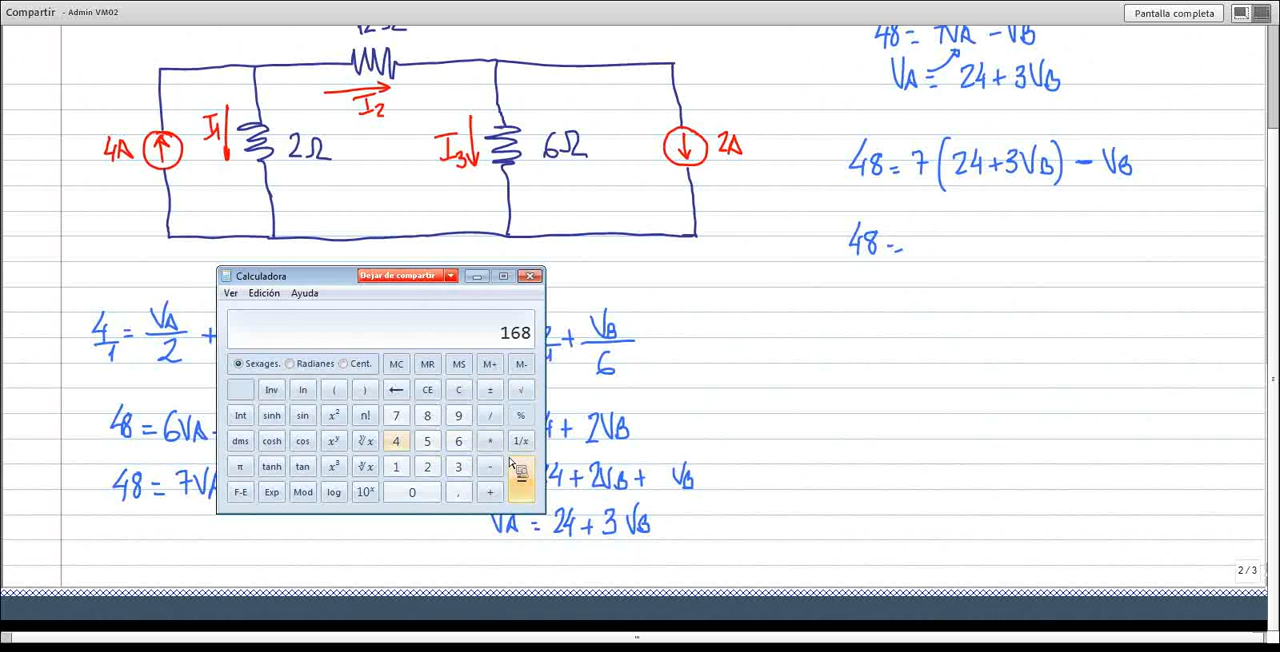 Compartir - Admin VM02
Pantalla completa
12Ω
I2
4A
I1
2Ω
I3
6Ω
2A
48 = 7VA - VB
VA = 24 + 3VB
48 = 7(24+3VB) - VB
48 =
Calculadora
Dejar de compartir
Ver Edición Ayuda
168
Sexages. Radianes Cent. MC MR MS M+ M-
Inv ln ( ) ← CE C ± √
Int sinh sin x² n! 7 8 9 / %
dms cosh cos xʸ ʸ√x 4 5 6 * 1/x
π tanh tan x³ ³√x 1 2 3 -
F-E Exp Mod log 10ˣ 0 , +
4/1 = VA/2 +
+ VB/6
48 = 6VA
4 + 2VB
48 = 7VA
4 + 2VB + VB
VA = 24 + 3VB
2 / 3